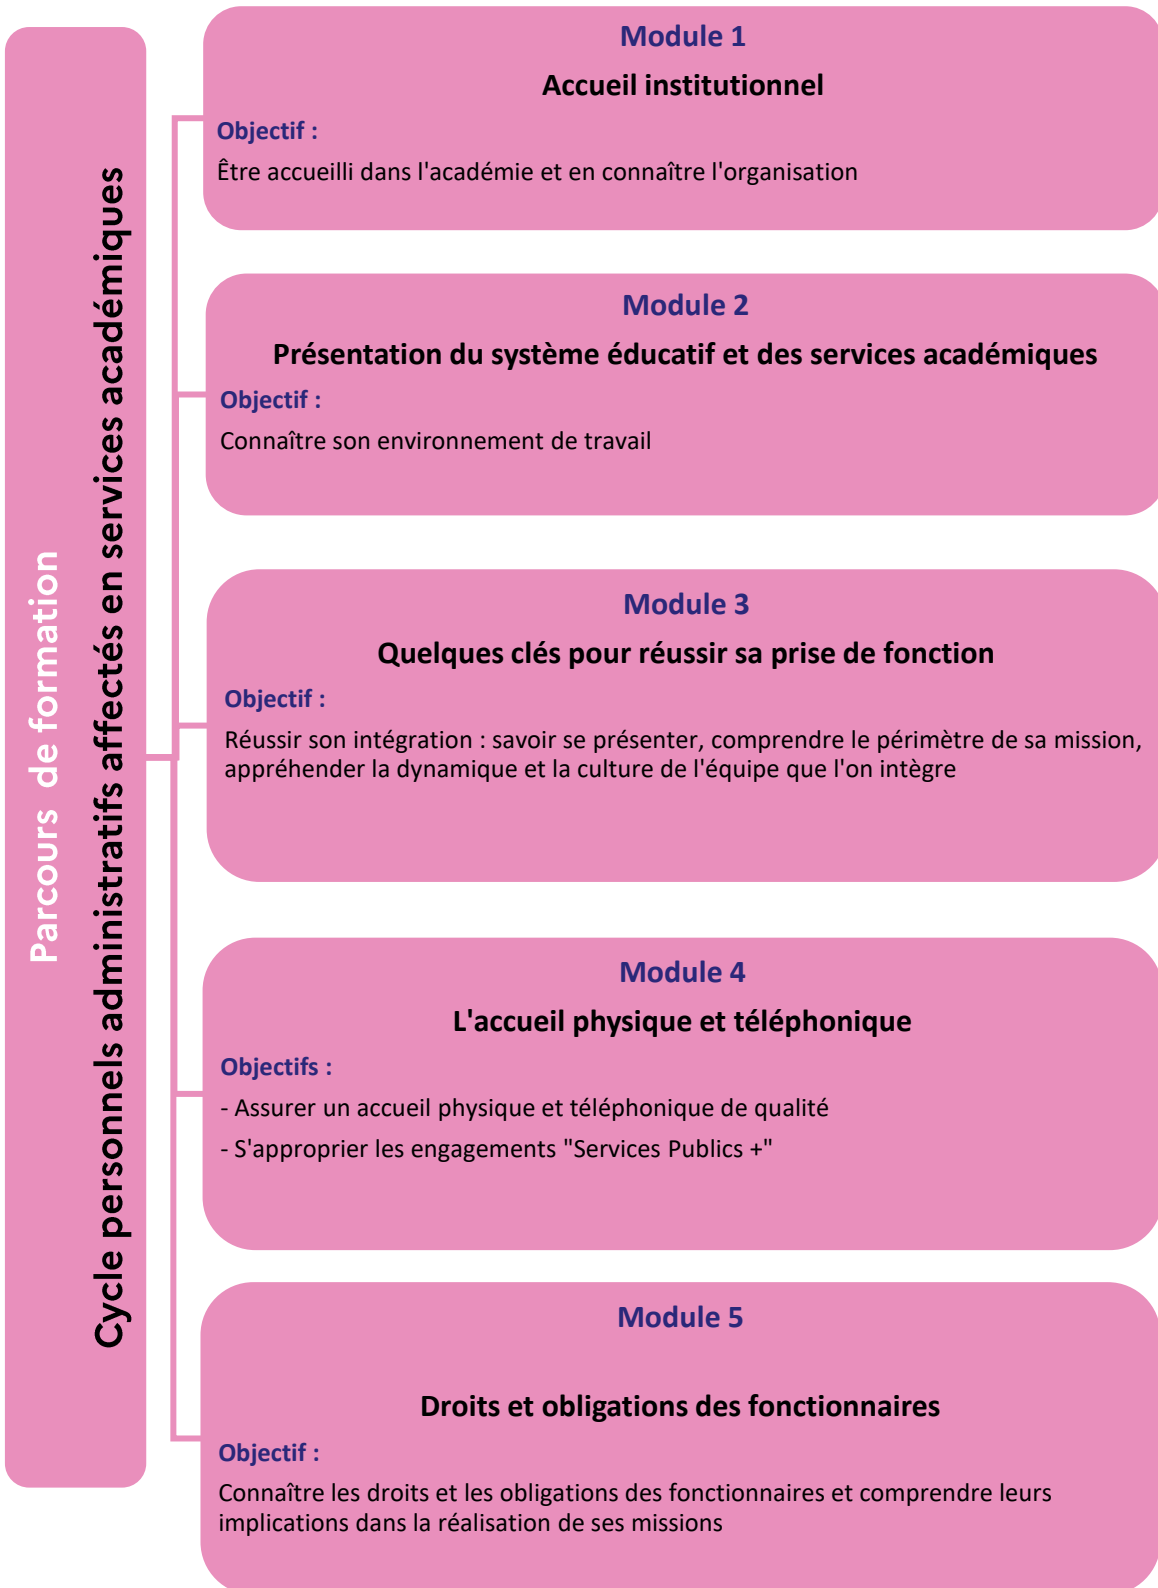 Parcours de formation
Cycle personnels administratifs affectés en services académiques
Module 1
Accueil institutionnel
Objectif :
Être accueilli dans l'académie et en connaître l'organisation
Module 2
Présentation du système éducatif et des services académiques
Objectif :
Connaître son environnement de travail
Module 3
Quelques clés pour réussir sa prise de fonction
Objectif :
Réussir son intégration : savoir se présenter, comprendre le périmètre de sa mission,
appréhender la dynamique et la culture de l'équipe que l'on intègre
Module 4
L'accueil physique et téléphonique
Objectifs :
- Assurer un accueil physique et téléphonique de qualité
- S'approprier les engagements "Services Publics +"
Module 5
Droits et obligations des fonctionnaires
Objectif :
Connaître les droits et les obligations des fonctionnaires et comprendre leurs
implications dans la réalisation de ses missions